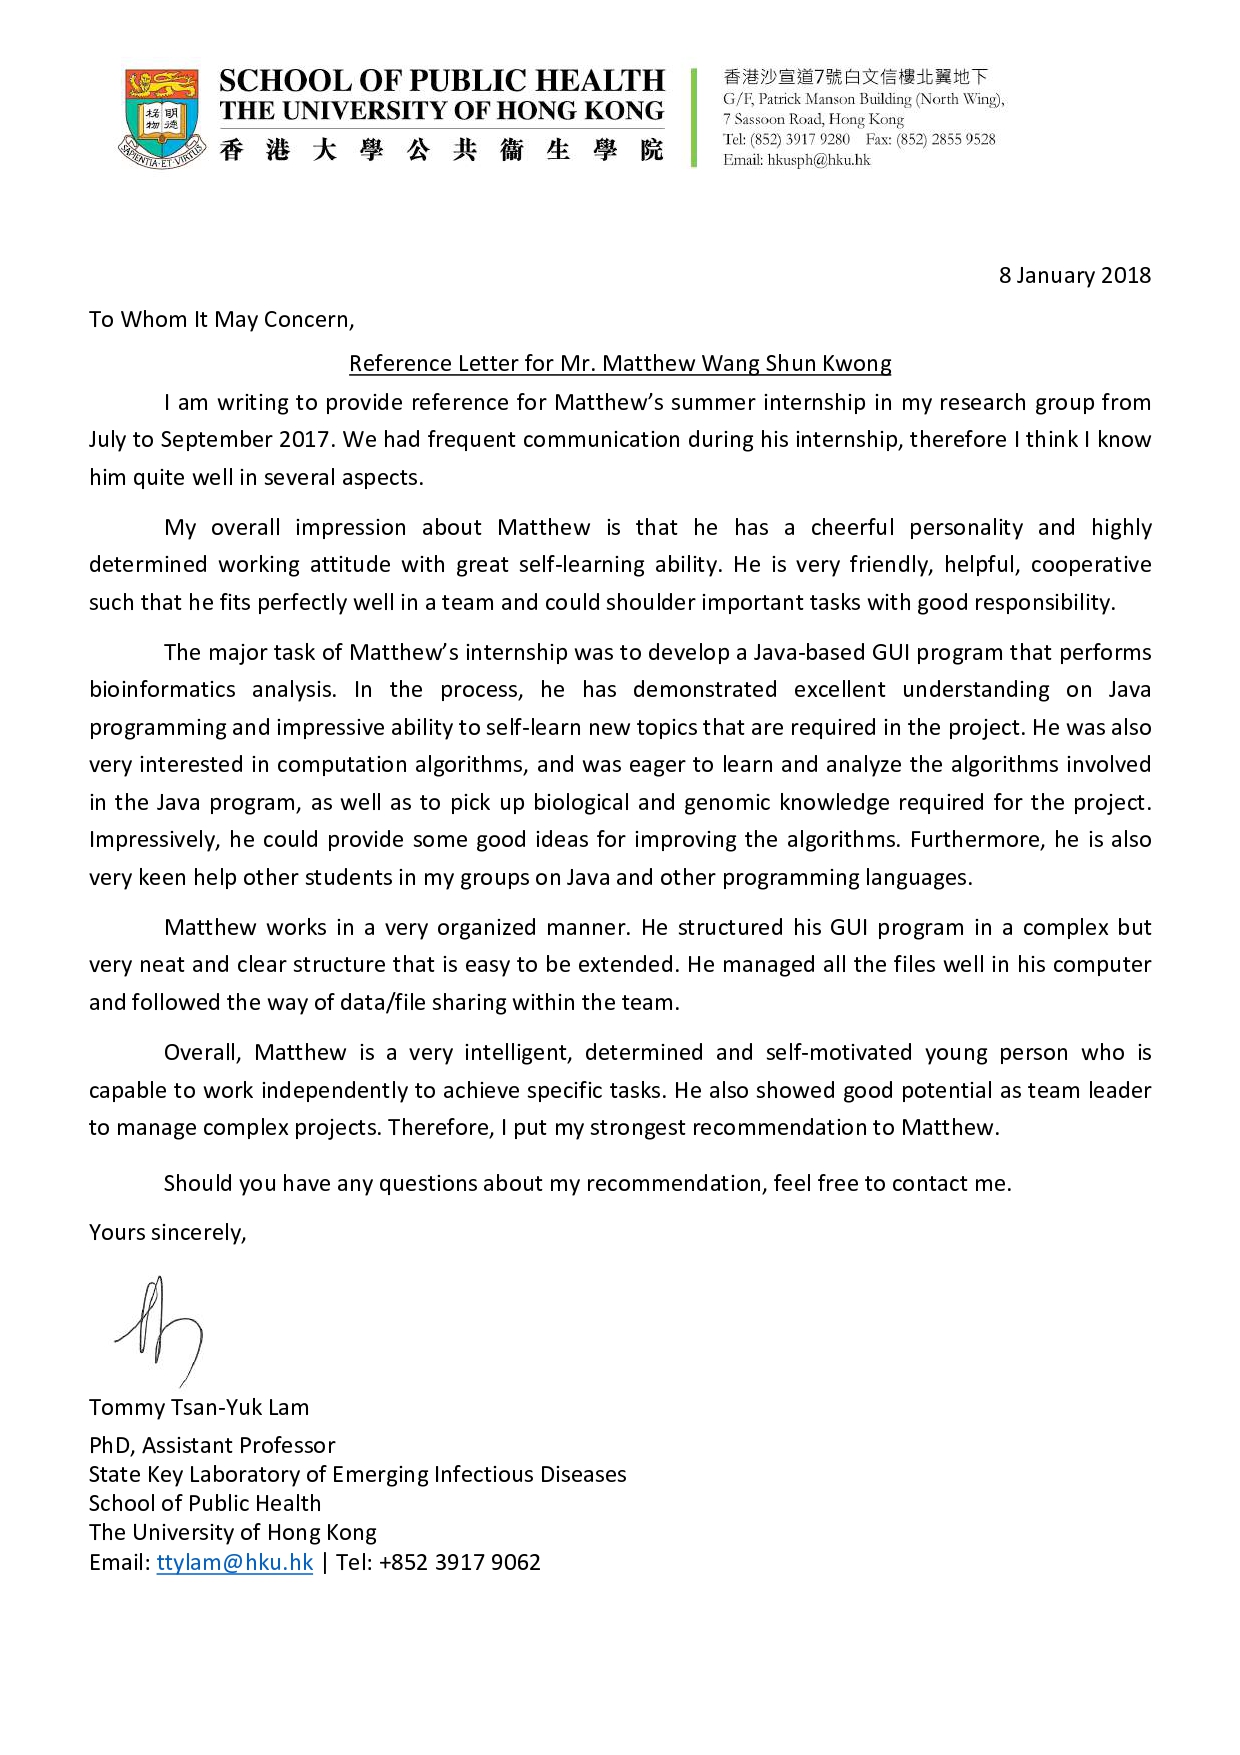 SCHOOL OF PUBLIC HEALTH
THE UNIVERSITY OF HONG KONG
香港大學公共衞生學院
明德
格物
SAPIENTIA·ET·VIRTUS
香港沙宣道7號白文信樓北翼地下
G/F, Patrick Manson Building (North Wing),
7 Sassoon Road, Hong Kong
Tel: (852) 3917 9280 Fax: (852) 2855 9528
Email: hkusph@hku.hk
8 January 2018
To Whom It May Concern,
Reference Letter for Mr. Matthew Wang Shun Kwong
I am writing to provide reference for Matthew’s summer internship in my research group from
July to September 2017. We had frequent communication during his internship, therefore I think I know
him quite well in several aspects.
My overall impression about Matthew is that he has a cheerful personality and highly
determined working attitude with great self-learning ability. He is very friendly, helpful, cooperative
such that he fits perfectly well in a team and could shoulder important tasks with good responsibility.
The major task of Matthew’s internship was to develop a Java-based GUI program that performs
bioinformatics analysis. In the process, he has demonstrated excellent understanding on Java
programming and impressive ability to self-learn new topics that are required in the project. He was also
very interested in computation algorithms, and was eager to learn and analyze the algorithms involved
in the Java program, as well as to pick up biological and genomic knowledge required for the project.
Impressively, he could provide some good ideas for improving the algorithms. Furthermore, he is also
very keen help other students in my groups on Java and other programming languages.
Matthew works in a very organized manner. He structured his GUI program in a complex but
very neat and clear structure that is easy to be extended. He managed all the files well in his computer
and followed the way of data/file sharing within the team.
Overall, Matthew is a very intelligent, determined and self-motivated young person who is
capable to work independently to achieve specific tasks. He also showed good potential as team leader
to manage complex projects. Therefore, I put my strongest recommendation to Matthew.
Should you have any questions about my recommendation, feel free to contact me.
Yours sincerely,
Tommy Tsan-Yuk Lam
PhD, Assistant Professor
State Key Laboratory of Emerging Infectious Diseases
School of Public Health
The University of Hong Kong
Email: ttylam@hku.hk | Tel: +852 3917 9062